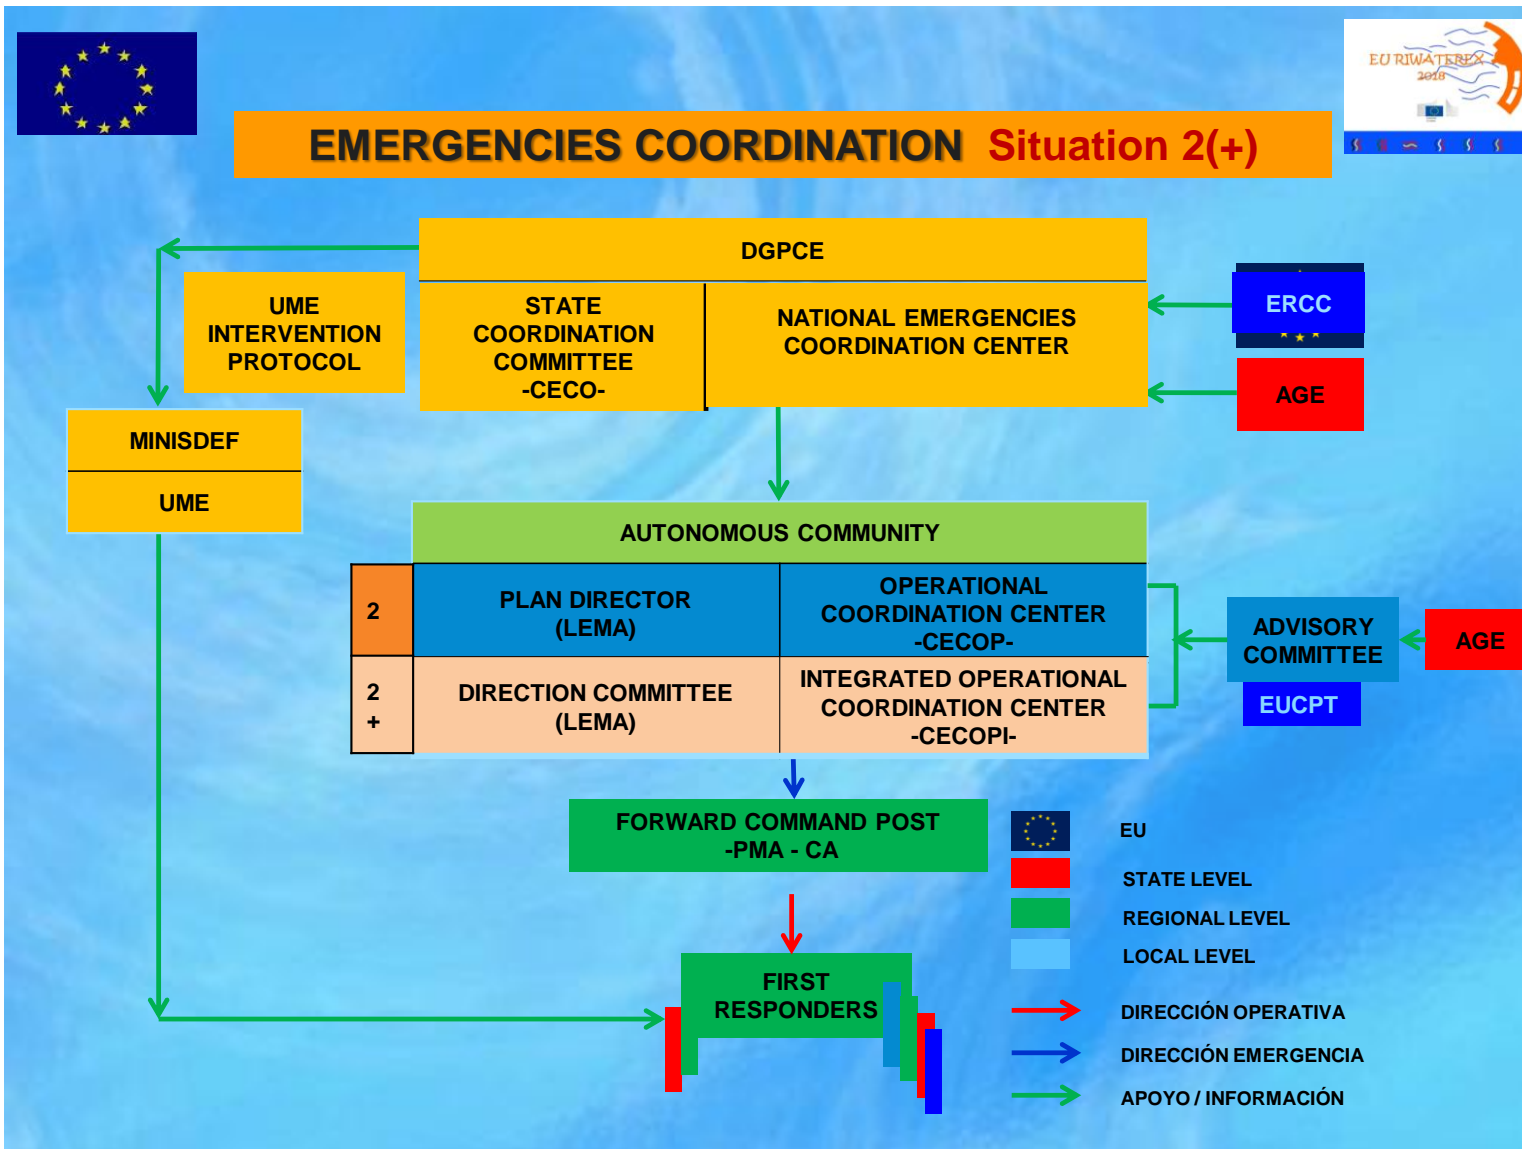 EU RIWATEREX
2018
EMERGENCIES COORDINATION Situation 2(+)
DGPCE
UME
INTERVENTION
PROTOCOL
STATE
COORDINATION
COMMITTEE
-CECO-
NATIONAL EMERGENCIES
COORDINATION CENTER
ERCC
AGE
MINISDEF
UME
AUTONOMOUS COMMUNITY
2
PLAN DIRECTOR
(LEMA)
OPERATIONAL
COORDINATION CENTER
-CECOP-
2
+
DIRECTION COMMITTEE
(LEMA)
INTEGRATED OPERATIONAL
COORDINATION CENTER
-CECOPI-
ADVISORY
COMMITTEE
AGE
EUCPT
FORWARD COMMAND POST
-PMA - CA
FIRST
RESPONDERS
EU
STATE LEVEL
REGIONAL LEVEL
LOCAL LEVEL
DIRECCIÓN OPERATIVA
DIRECCIÓN EMERGENCIA
APOYO / INFORMACIÓN